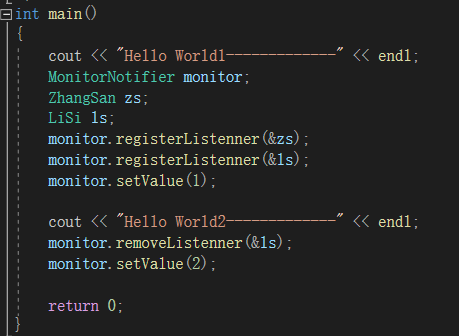 int main()
{
cout << "Hello World1-------------" << endl;
MonitorNotifier monitor;
ZhangSan zs;
LiSi ls;
monitor.registerListenner(&zs);
monitor.registerListenner(&ls);
monitor.setValue(1);
cout << "Hello World2-------------" << endl;
monitor.removeListenner(&ls);
monitor.setValue(2);
return 0;
}